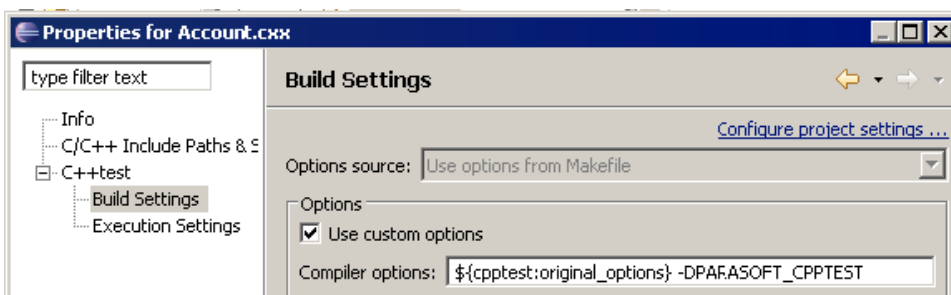 Properties for Account.cxx
type filter text
Build Settings
Info
Configure project settings ...
C/C++ Include Paths & S
Options source: Use options from Makefile
C++test
Build Settings
Options
Execution Settings
Use custom options
Compiler options: ${cpptest:original_options} -DPARASOFT_CPPTEST